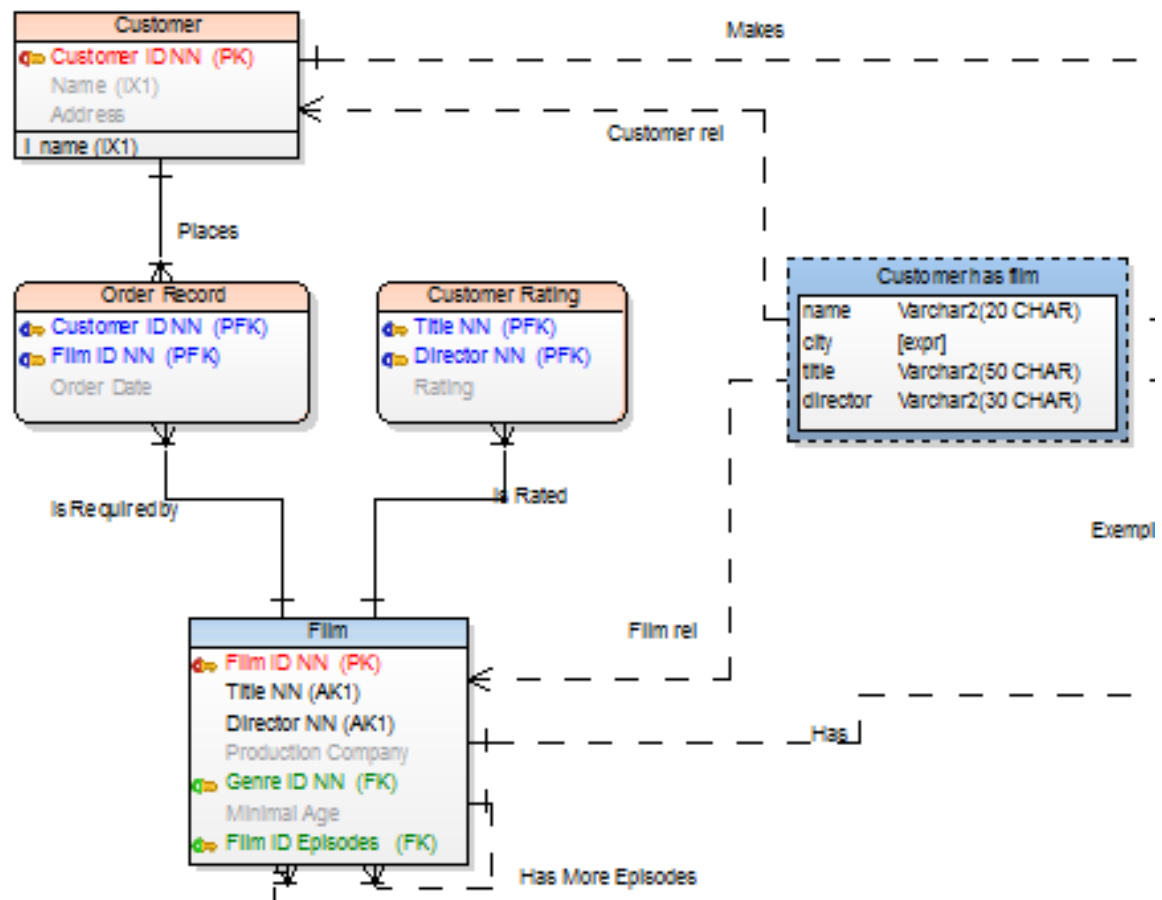 Customer
Customer ID NN (PK)
Name (IX1)
Address
I_name (IX1)
Makes
Customer rel
Places
Order Record
Customer ID NN (PFK)
Film ID NN (PFK)
Order Date
Customer Rating
Title NN (PFK)
Director NN (PFK)
Rating
Customer has film
name Varchar2(20 CHAR)
city [expr]
title Varchar2(50 CHAR)
director Varchar2(30 CHAR)
Is Required by
Is Rated
Exempl
Film rel
Film
Film ID NN (PK)
Title NN (AK1)
Director NN (AK1)
Production Company
Genre ID NN (FK)
Minimal Age
Film ID Episodes (FK)
Has
Has More Episodes